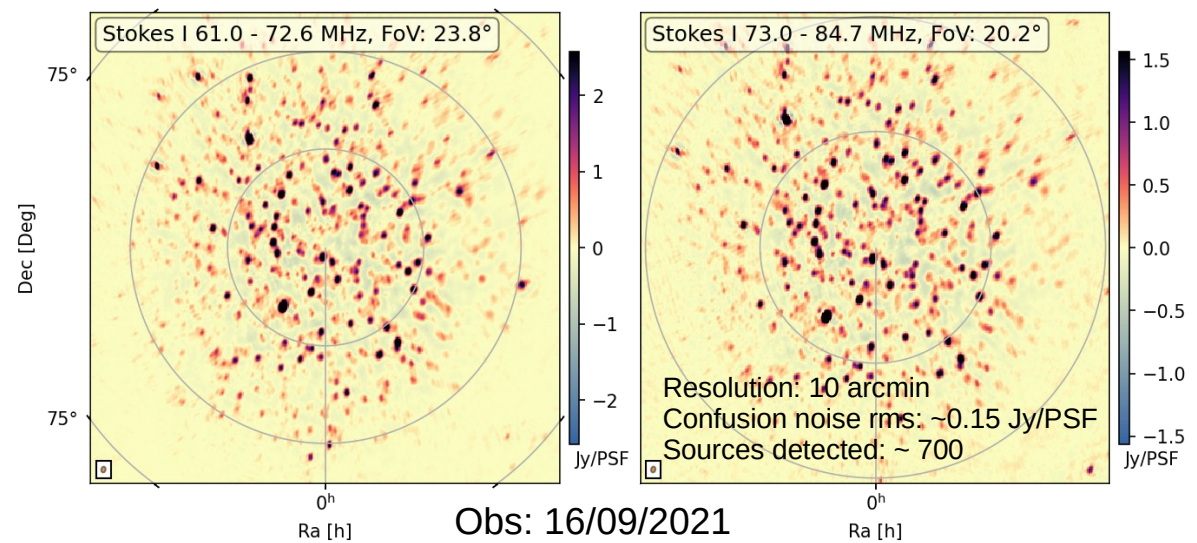 Stokes I 61.0 - 72.6 MHz, FoV: 23.8°
75°
75°
Dec [Deg]
0ʰ
Ra [h]
2
1
0
−1
−2
Jy/PSF
Stokes I 73.0 - 84.7 MHz, FoV: 20.2°
Resolution: 10 arcmin
Confusion noise rms: ~0.15 Jy/PSF
Sources detected: ~ 700
0ʰ
Ra [h]
1.5
1.0
0.5
0.0
−0.5
−1.0
−1.5
Jy/PSF
Obs: 16/09/2021